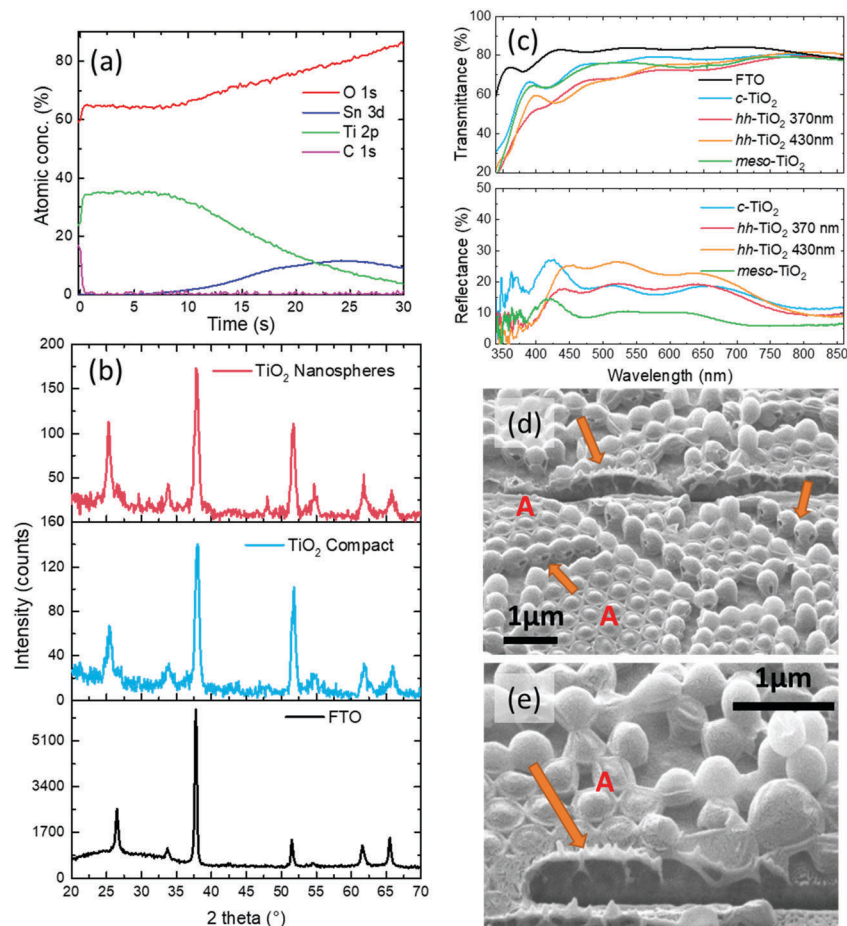 (a)
Atomic conc. (%)
80
60
40
20
0
O 1s
Sn 3d
Ti 2p
C 1s
0 5 10 15 20 25 30
Time (s)
(b)
Intensity (counts)
200
175
150
125
100
75
50
25
TiO₂ Nanospheres
160
120
80
40
0
TiO₂ Compact
5100
3400
1700
0
FTO
20 25 30 35 40 45 50 55 60 65 70
2 theta (°)
(c)
Transmittance (%)
100
80
60
40
20
FTO
c-TiO₂
hh-TiO₂ 370nm
hh-TiO₂ 430nm
meso-TiO₂
Reflectance (%)
50
40
30
20
10
0
c-TiO₂
hh-TiO₂ 370 nm
hh-TiO₂ 430nm
meso-TiO₂
350 400 450 500 550 600 650 700 750 800 850
Wavelength (nm)
(d)
A
A
1µm
(e)
1µm
A